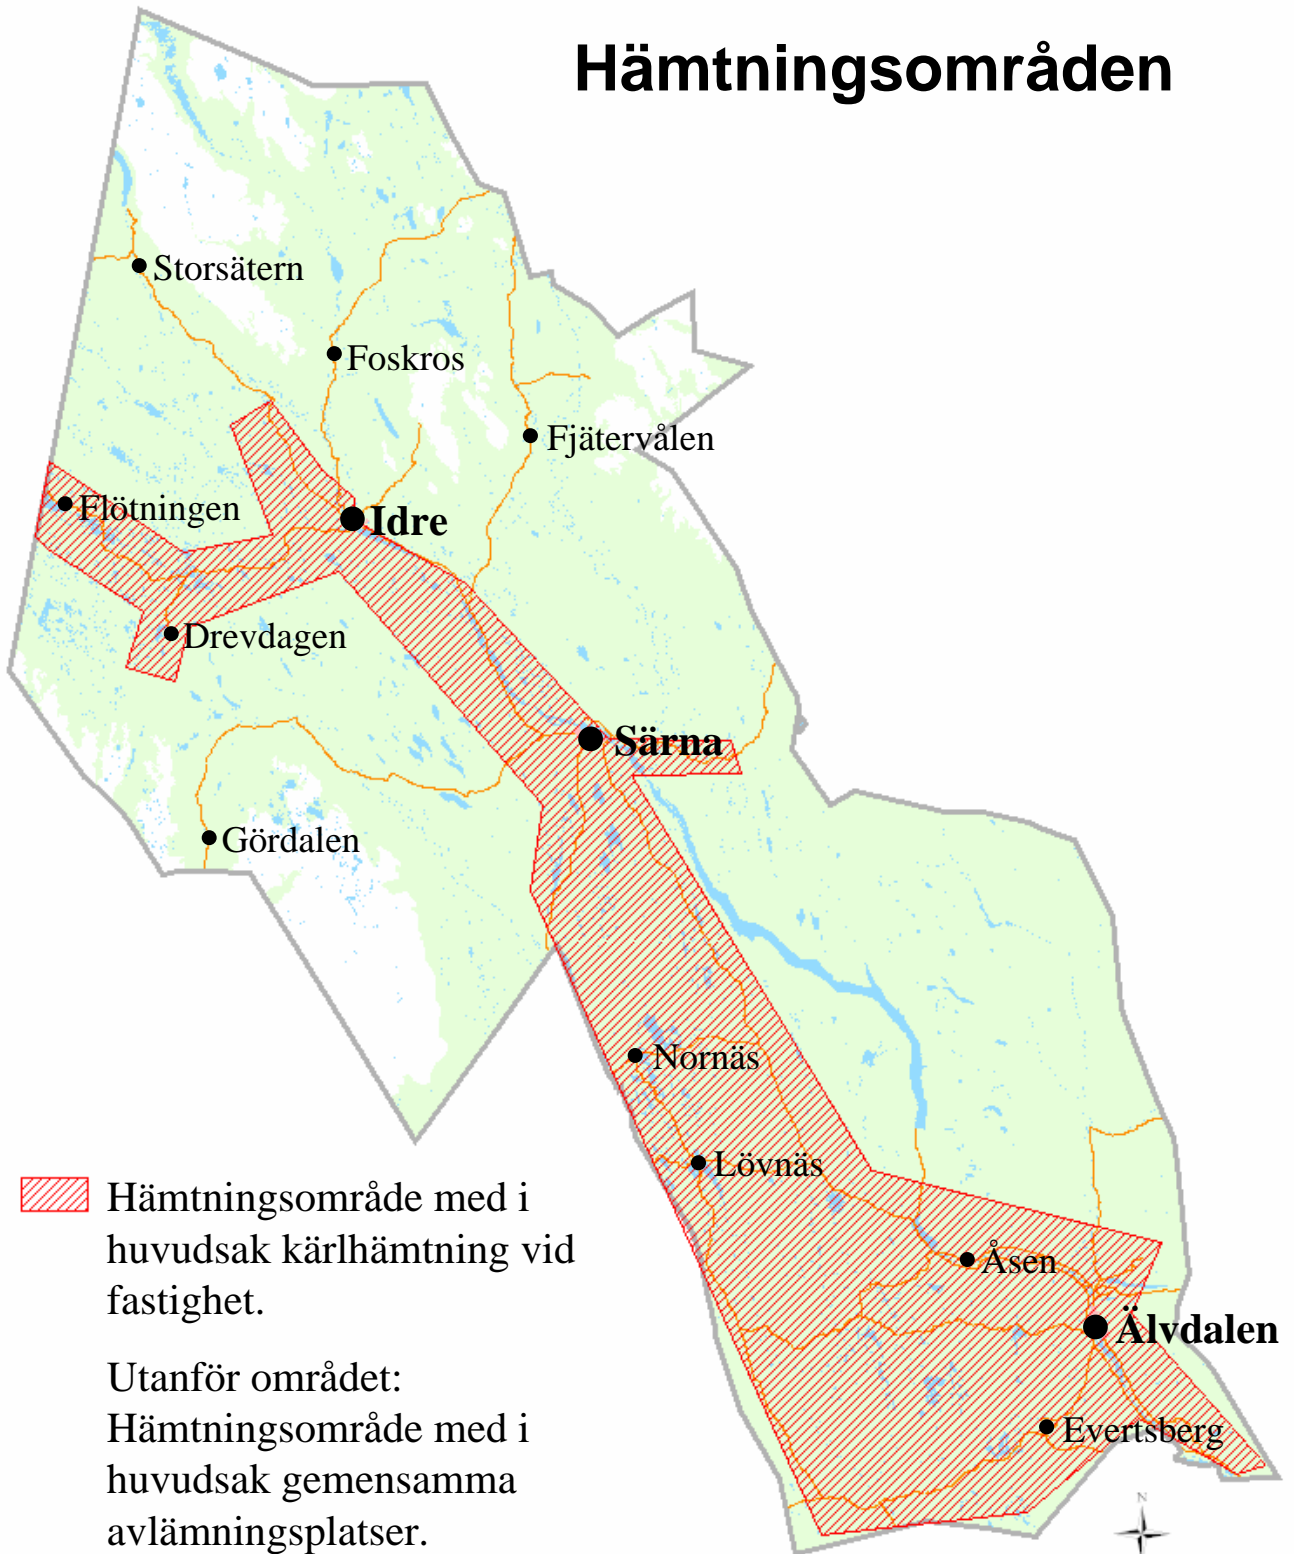 Hämtningsområden
Storsätern
Foskros
Fjätervålen
Flötningen
Idre
Drevdagen
Särna
Gördalen
Nornäs
Lövnäs
Åsen
Älvdalen
Evertsberg
Hämtningsområde med i
huvudsak kärlhämtning vid
fastighet.
Utanför området:
Hämtningsområde med i
huvudsak gemensamma
avlämningsplatser.
N